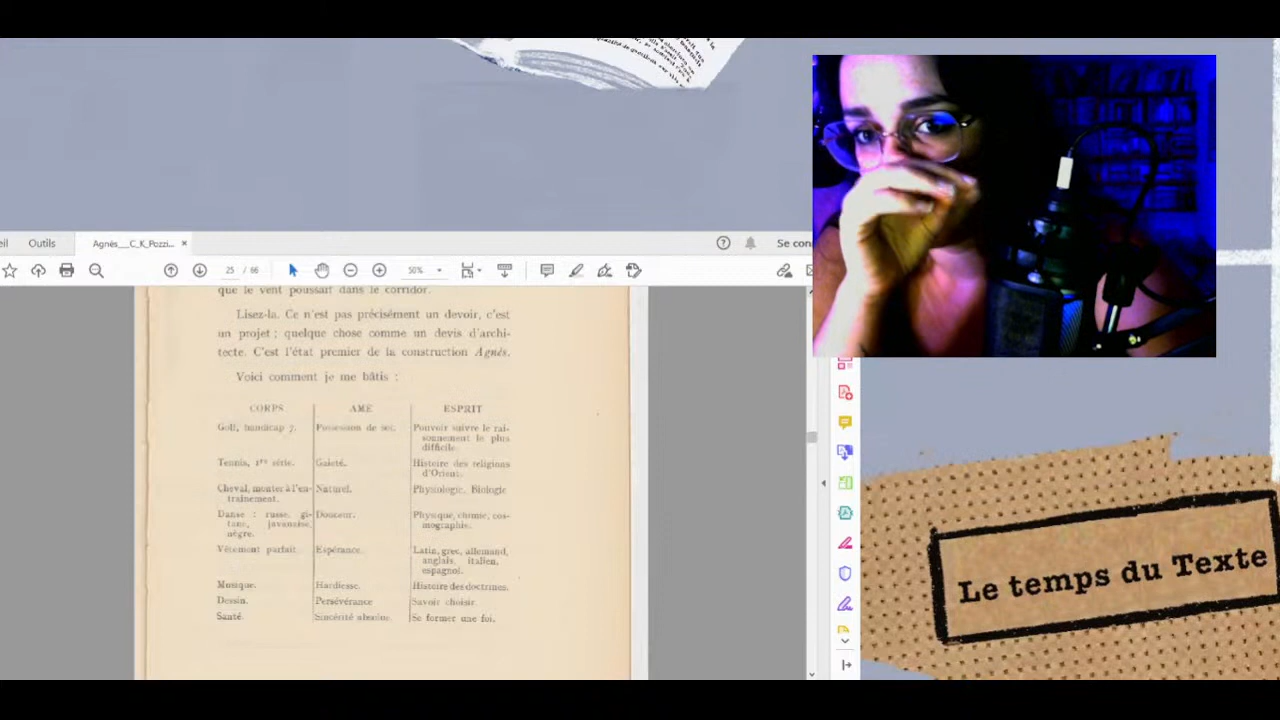 eil Outils Agnès__C_K_Pozzi... × Se con
25 / 66 50%
que le vent poussait dans le corridor.
Lisez-la. Ce n'est pas précisément un devoir, c'est
un projet ; quelque chose comme un devis d'archi-
tecte. C'est l'état premier de la construction Agnès.
Voici comment je me bâtis :
CORPS AME ESPRIT
Golf, handicap 7. Possession de soi. Pouvoir suivre le rai-
sonnement le plus
difficile.
Tennis, 1re série. Gaieté. Histoire des religions
d'Orient.
Cheval, monter à l'en- Naturel. Physiologie, Biologie
traînement.
Danse : russe, gi- Douceur. Physique, chimie, cos-
tane, javanaise, mographie.
nègre.
Vêtement parfait. Espérance. Latin, grec, allemand,
anglais, italien,
espagnol.
Musique. Hardiesse. Histoire des doctrines.
Dessin. Persévérance Savoir choisir.
Santé. Sincérité absolue. Se former une foi.
Le temps du Texte